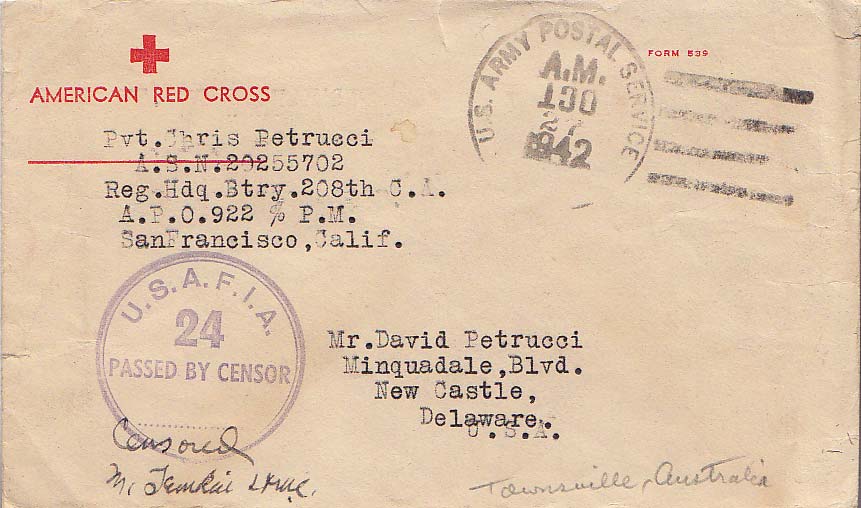 AMERICAN RED CROSS
FORM 539
U.S. ARMY POSTAL SERVICE
A.M.
130
27
1942
Pvt.Chris Petrucci
A.S.N.20255702
Reg.Hdq.Btry.208th C.A.
A.P.O.922 % P.M.
SanFrancisco,Calif.
U.S.A.F.I.A.
24
PASSED BY CENSOR
Mr.David Petrucci
Minquadale,Blvd.
New Castle,
Delaware.
U.S.A.
Censored
Townsville, Australia